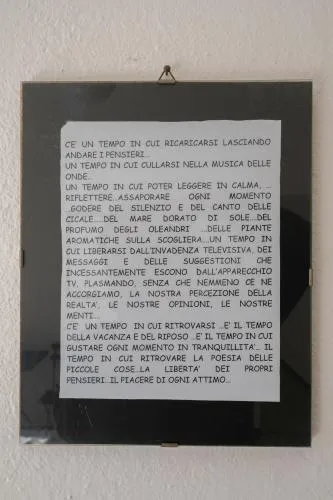 C'E' UN TEMPO IN CUI RICARICARSI LASCIANDO
ANDARE I PENSIERI...
UN TEMPO IN CUI CULLARSI NELLA MUSICA DELLE
ONDE...
UN TEMPO IN CUI POTER LEGGERE IN CALMA, ...
RIFLETTERE...ASSAPORARE OGNI MOMENTO
...GODERE DEL SILENZIO E DEL CANTO DELLE
CICALE.....DEL MARE DORATO DI SOLE...DEL
PROFUMO DEGLI OLEANDRI ...DELLE PIANTE
AROMATICHE SULLA SCOGLIERA....UN TEMPO IN
CUI LIBERARSI DALL'INVADENZA TELEVISIVA, DEI
MESSAGGI E DELLE SUGGESTIONI CHE
INCESSANTEMENTE ESCONO DALL'APPARECCHIO
TV, PLASMANDO, SENZA CHE NEMMENO CE NE
ACCORGIAMO, LA NOSTRA PERCEZIONE DELLA
REALTA', LE NOSTRE OPINIONI, LE NOSTRE
MENTI....
C'E' UN TEMPO IN CUI RITROVARSI ...E' IL TEMPO
DELLA VACANZA E DEL RIPOSO ...E' IL TEMPO IN CUI
GUSTARE OGNI MOMENTO IN TRANQUILLITA'... IL
TEMPO IN CUI RITROVARE LA POESIA DELLE
PICCOLE COSE...LA LIBERTA' DEI PROPRI
PENSIERI...IL PIACERE DI OGNI ATTIMO...